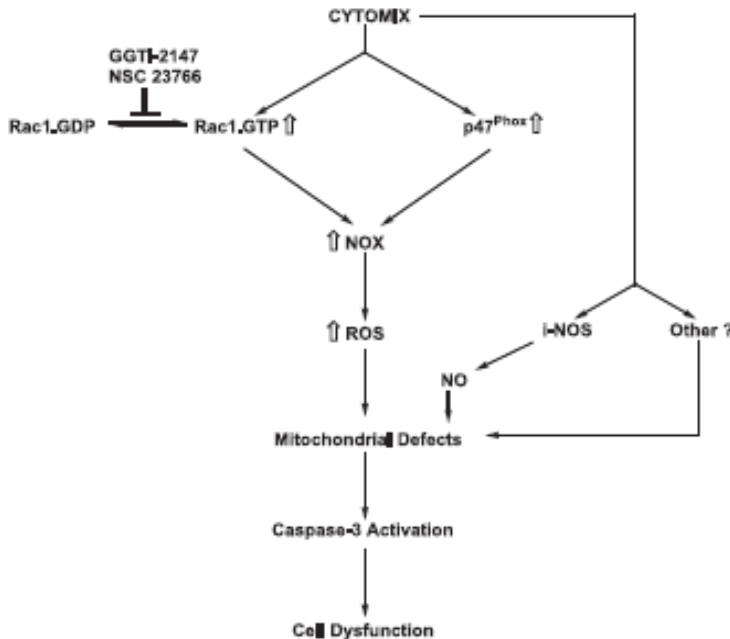 CYTOMIX
GGTI-2147
NSC 23766
Rac1.GDP
Rac1.GTP ⇧
p47Phox ⇧
⇧ NOX
⇧ ROS
i-NOS
Other ?
NO
Mitochondrial Defects
Caspase-3 Activation
Cell Dysfunction